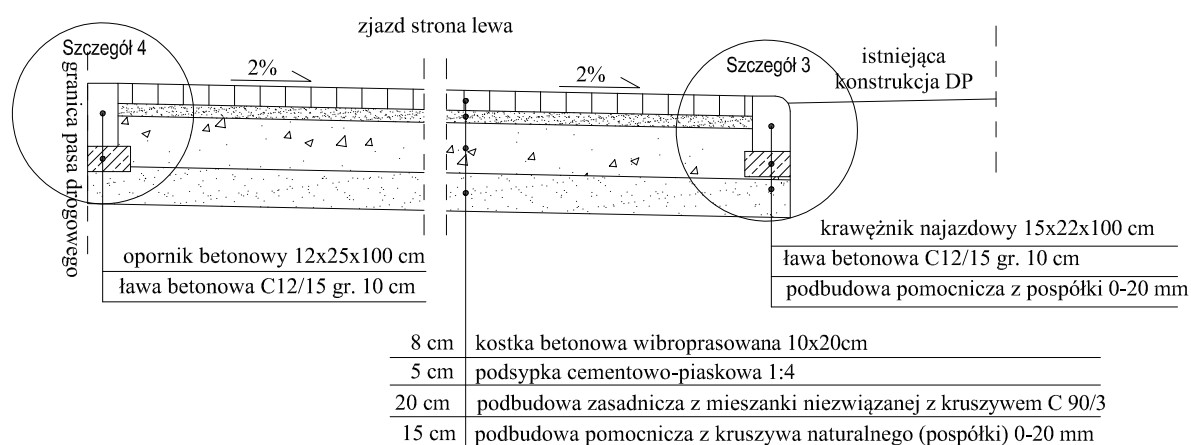 zjazd strona lewa
Szczegół 4
granica pasa drogowego
2%
2%
Szczegół 3
istniejąca
konstrukcja DP
opornik betonowy 12x25x100 cm
ława betonowa C12/15 gr. 10 cm
krawężnik najazdowy 15x22x100 cm
ława betonowa C12/15 gr. 10 cm
podbudowa pomocnicza z pospółki 0-20 mm
8 cm kostka betonowa wibroprasowana 10x20cm
5 cm podsypka cementowo-piaskowa 1:4
20 cm podbudowa zasadnicza z mieszanki niezwiązanej z kruszywem C 90/3
15 cm podbudowa pomocnicza z kruszywa naturalnego (pospółki) 0-20 mm